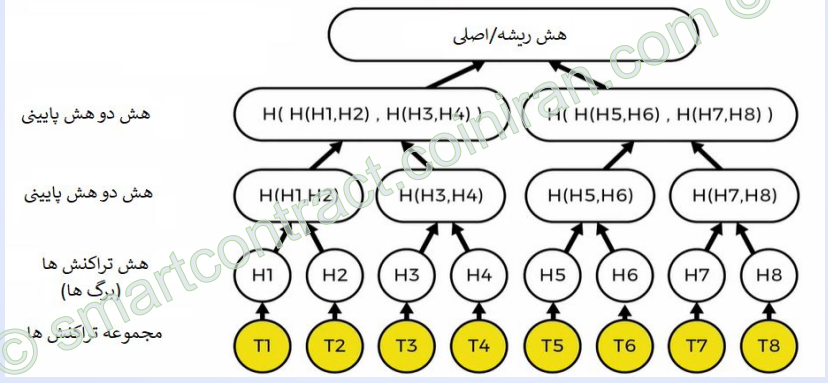 هش ریشه/اصلی
هش دو هش پایینی
H( H(H1,H2) , H(H3,H4) )
H( H(H5,H6) , H(H7,H8) )
هش دو هش پایینی
H(H1,H2)
H(H3,H4)
H(H5,H6)
H(H7,H8)
هش تراکنش ها
(برگ ها)
H1
H2
H3
H4
H5
H6
H7
H8
مجموعه تراکنش ها
T1
T2
T3
T4
T5
T6
T7
T8
© smartcontract.coiniran.com ©